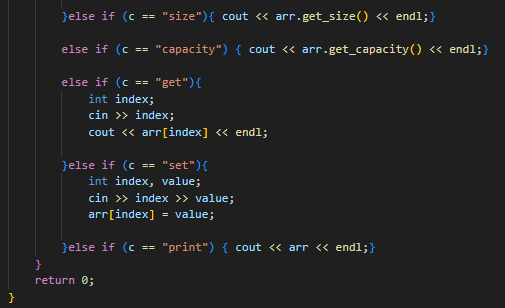 }else if (c == "size"){ cout << arr.get_size() << endl;}
else if (c == "capacity") { cout << arr.get_capacity() << endl;}
else if (c == "get"){
int index;
cin >> index;
cout << arr[index] << endl;
}else if (c == "set"){
int index, value;
cin >> index >> value;
arr[index] = value;
}else if (c == "print") { cout << arr << endl;}
}
return 0;
}